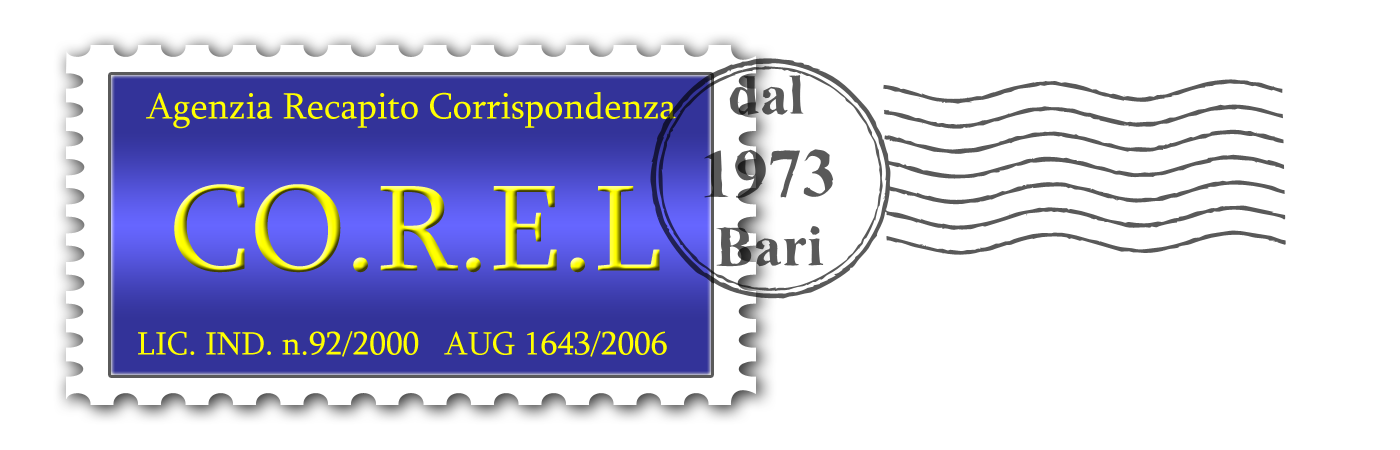 Agenzia Recapito Corrispondenza
CO.R.E.L
LIC. IND. n.92/2000 AUG 1643/2006
dal
1973
Bari